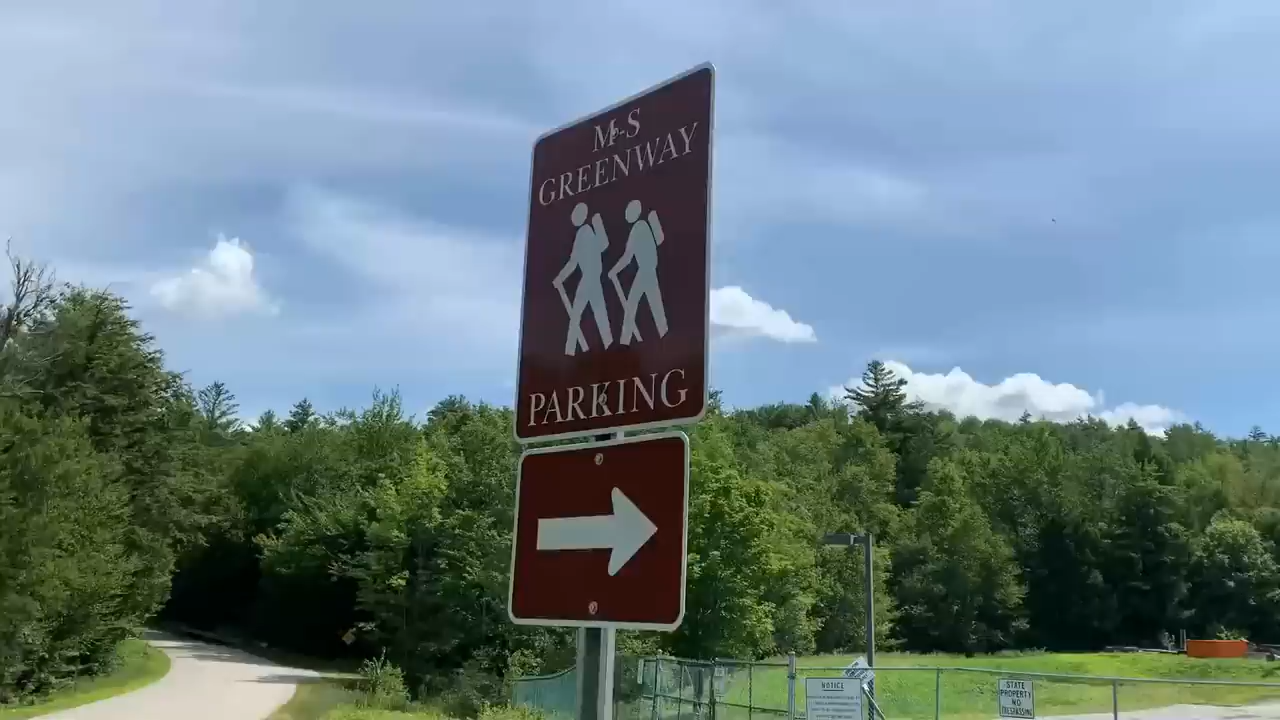 M-S
GREENWAY
PARKING
NOTICE
STATE
PROPERTY
NO
TRESPASSING